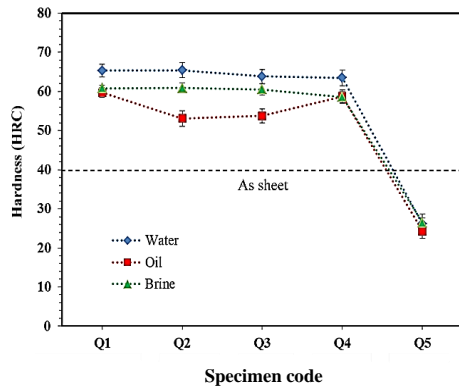 Hardness (HRC)
80
70
60
50
40
30
20
10
0
As sheet
Water
Oil
Brine
Q1 Q2 Q3 Q4 Q5
Specimen code